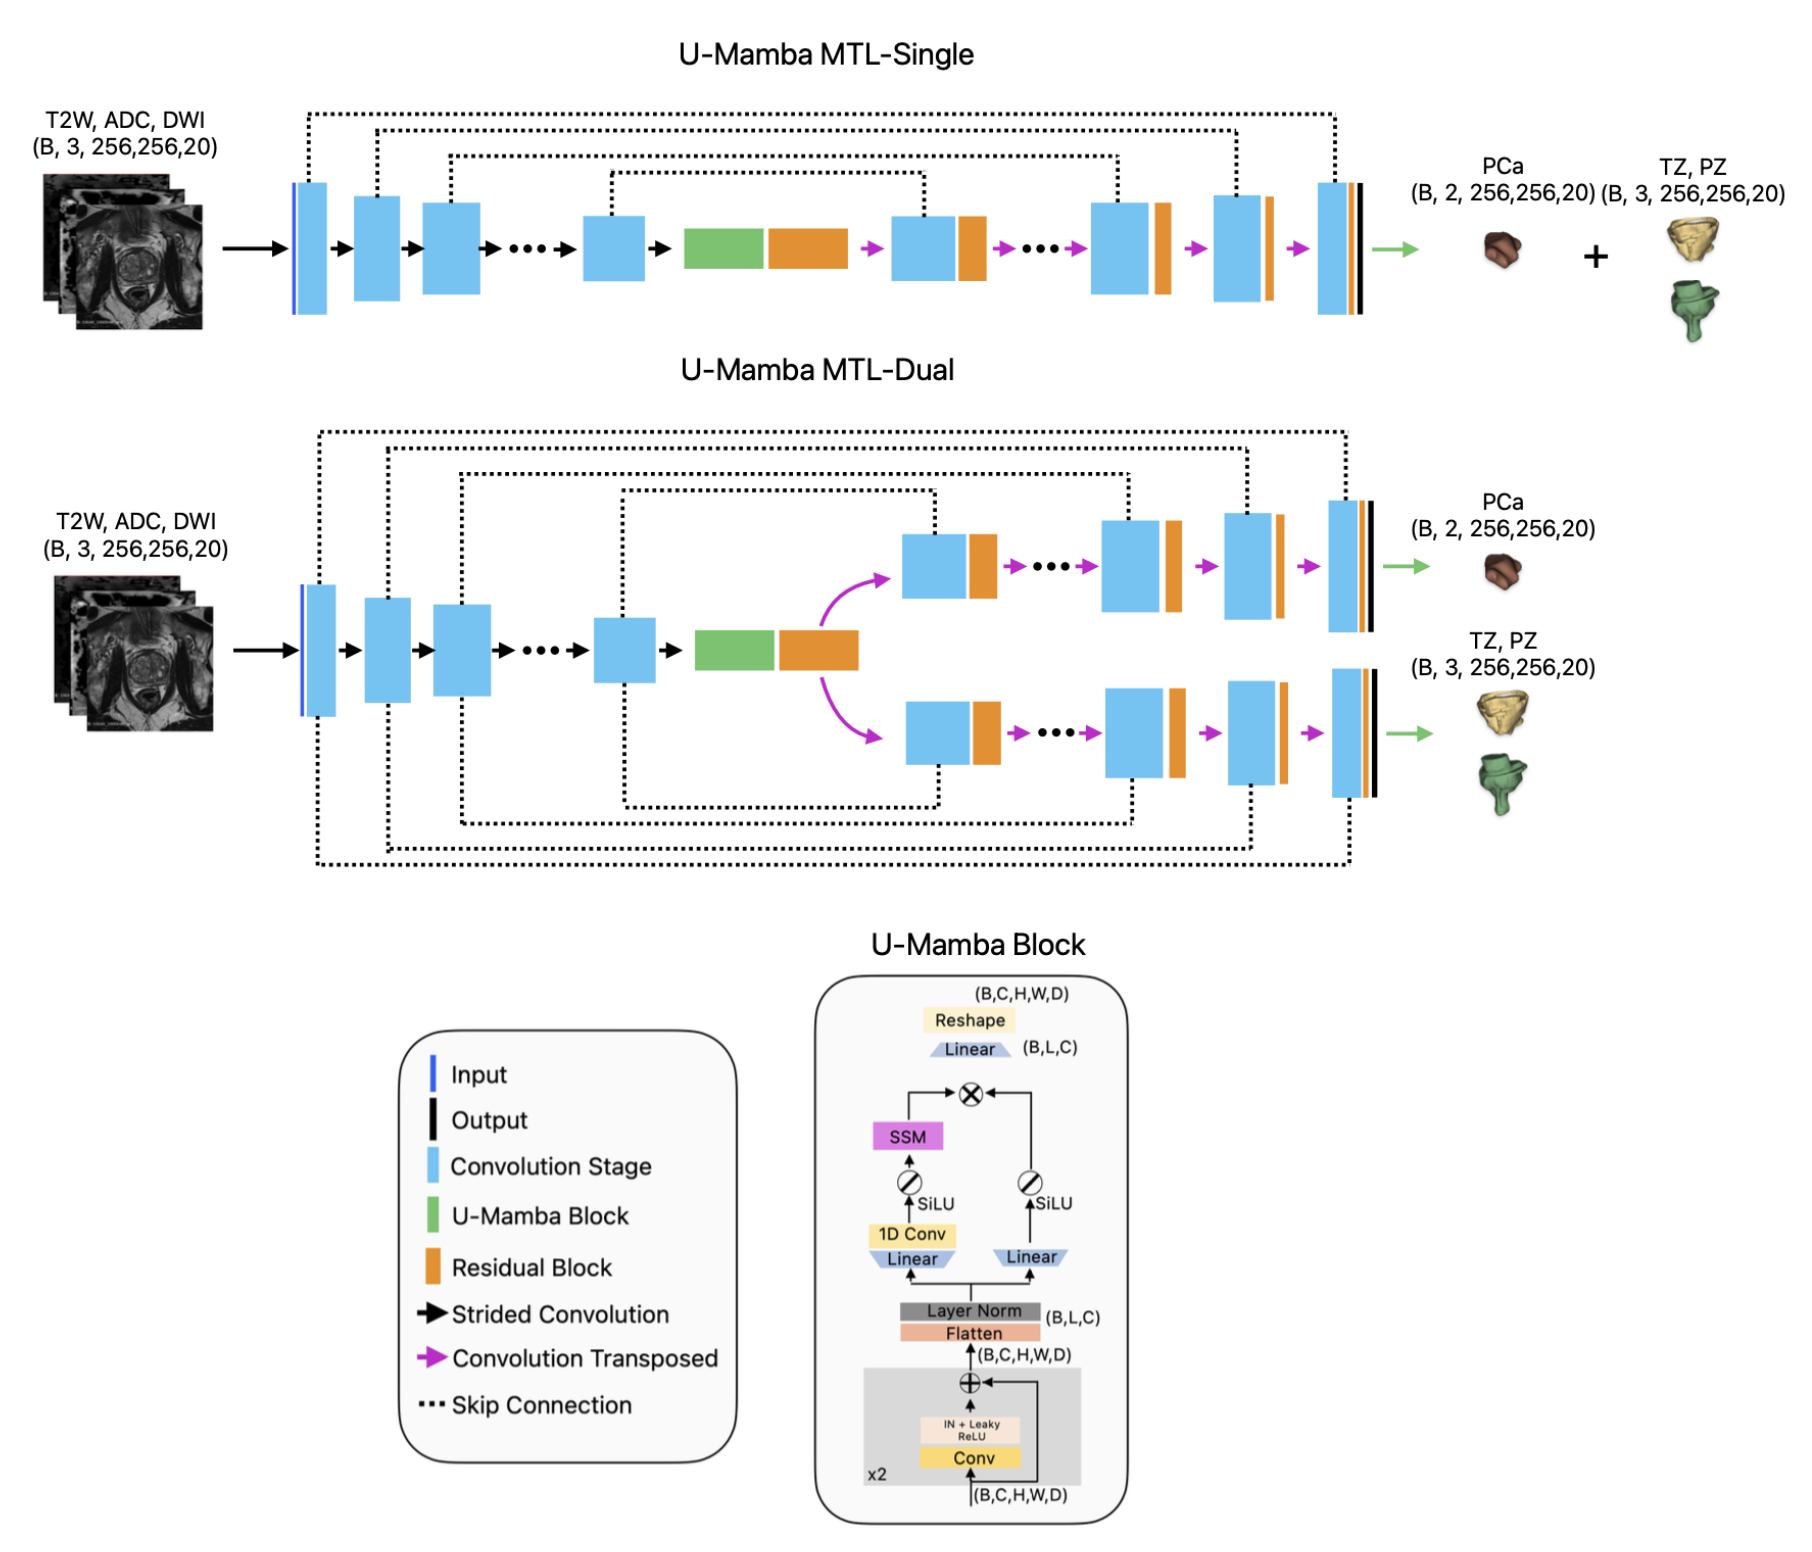 U-Mamba MTL-Single
T2W, ADC, DWI
(B, 3, 256,256,20)
PCa
(B, 2, 256,256,20)
TZ, PZ
(B, 3, 256,256,20)
+
U-Mamba MTL-Dual
T2W, ADC, DWI
(B, 3, 256,256,20)
PCa
(B, 2, 256,256,20)
TZ, PZ
(B, 3, 256,256,20)
Input
Output
Convolution Stage
U-Mamba Block
Residual Block
Strided Convolution
Convolution Transposed
Skip Connection
U-Mamba Block
(B,C,H,W,D)
Reshape
Linear (B,L,C)
SSM
SiLU
SiLU
1D Conv
Linear
Linear
Layer Norm
(B,L,C)
Flatten
(B,C,H,W,D)
IN + Leaky
ReLU
Conv
x2
(B,C,H,W,D)